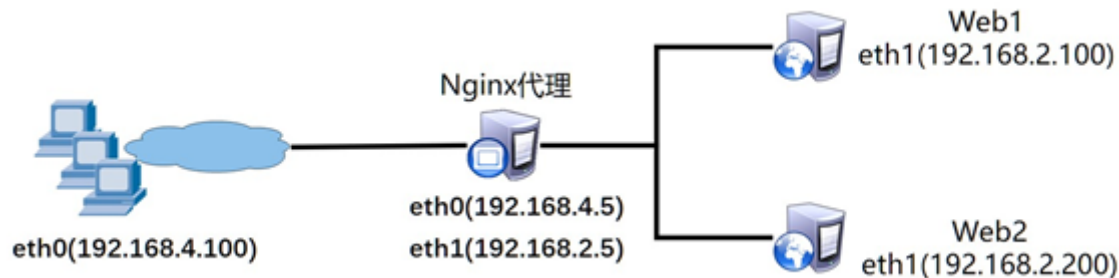 Web1
eth1(192.168.2.100)
Nginx代理
eth0(192.168.4.5)
eth1(192.168.2.5)
eth0(192.168.4.100)
Web2
eth1(192.168.2.200)